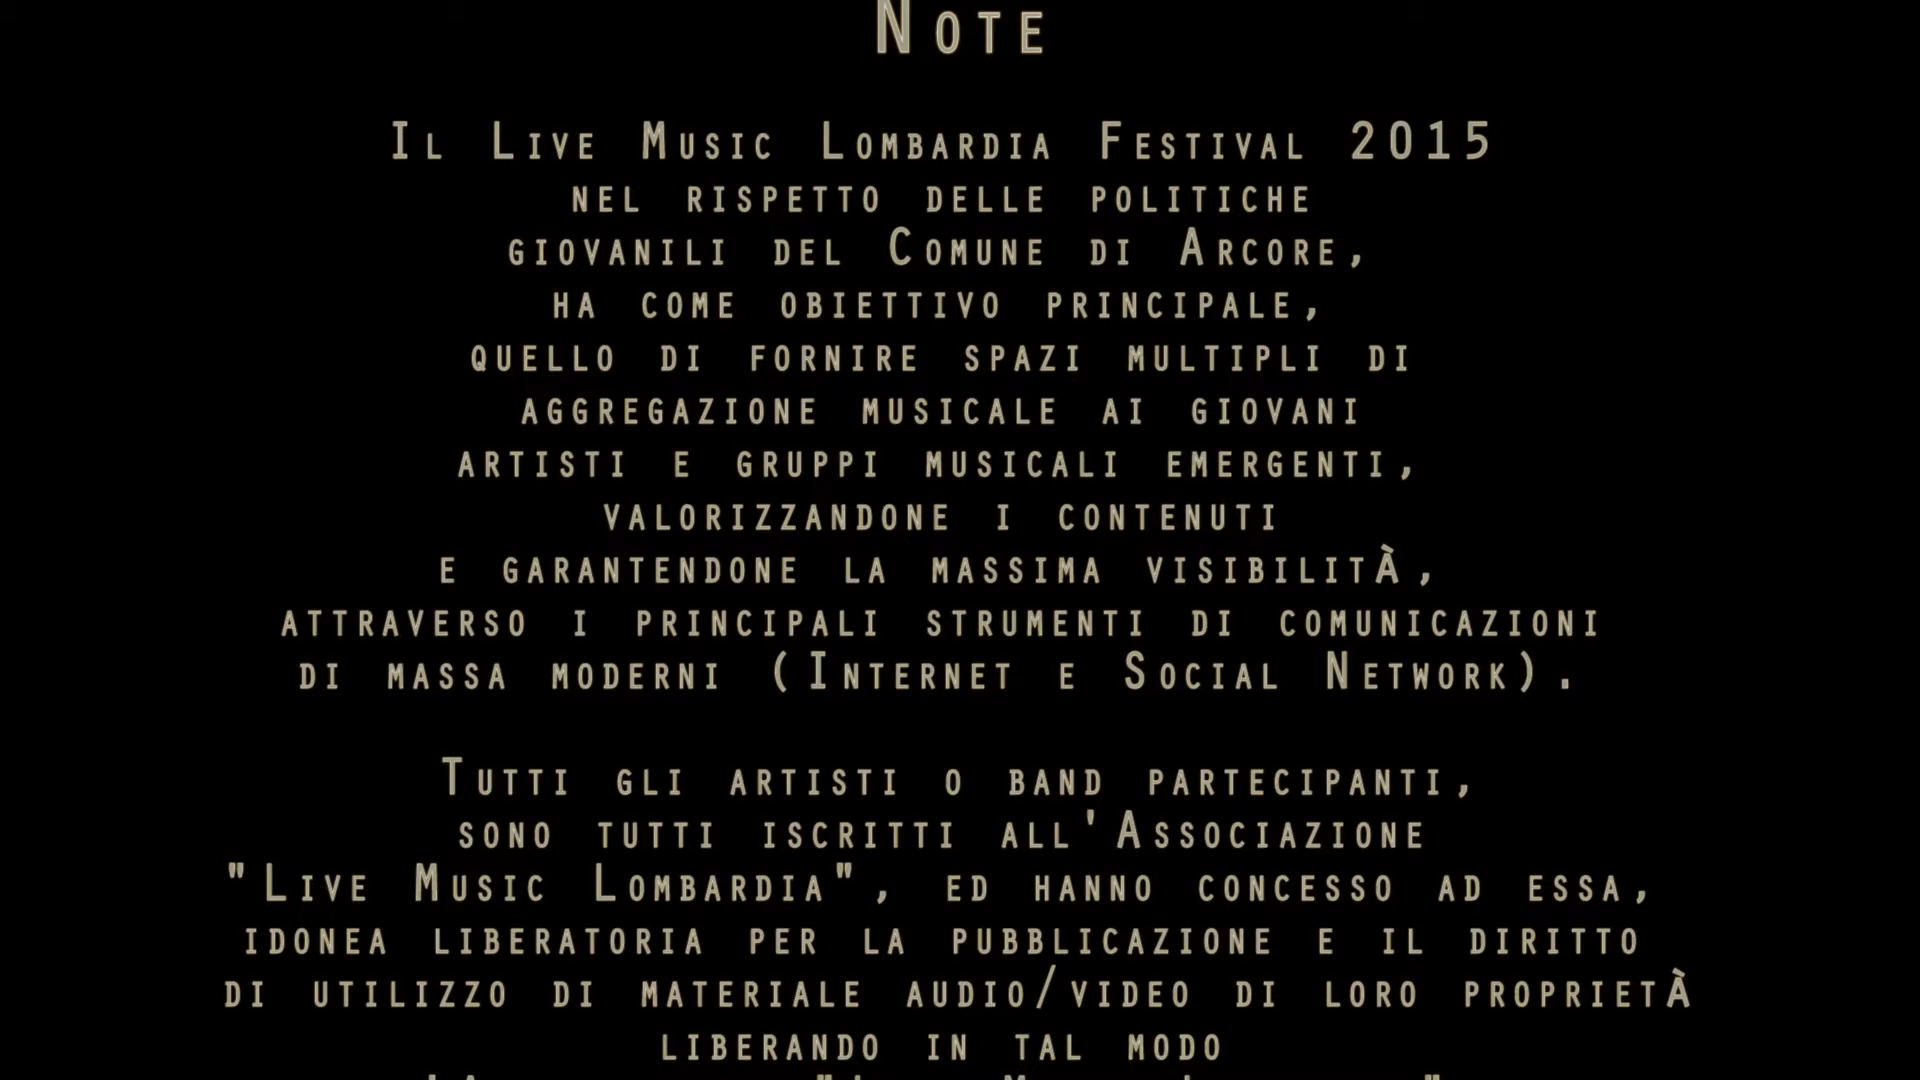 Note
Il Live Music Lombardia Festival 2015
nel rispetto delle politiche
giovanili del Comune di Arcore,
ha come obiettivo principale,
quello di fornire spazi multipli di
aggregazione musicale ai giovani
artisti e gruppi musicali emergenti,
valorizzandone i contenuti
e garantendone la massima visibilità,
attraverso i principali strumenti di comunicazioni
di massa moderni (Internet e Social Network).
Tutti gli artisti o band partecipanti,
sono tutti iscritti all'Associazione
"Live Music Lombardia", ed hanno concesso ad essa,
idonea liberatoria per la pubblicazione e il diritto
di utilizzo di materiale audio/video di loro proprietà
liberando in tal modo